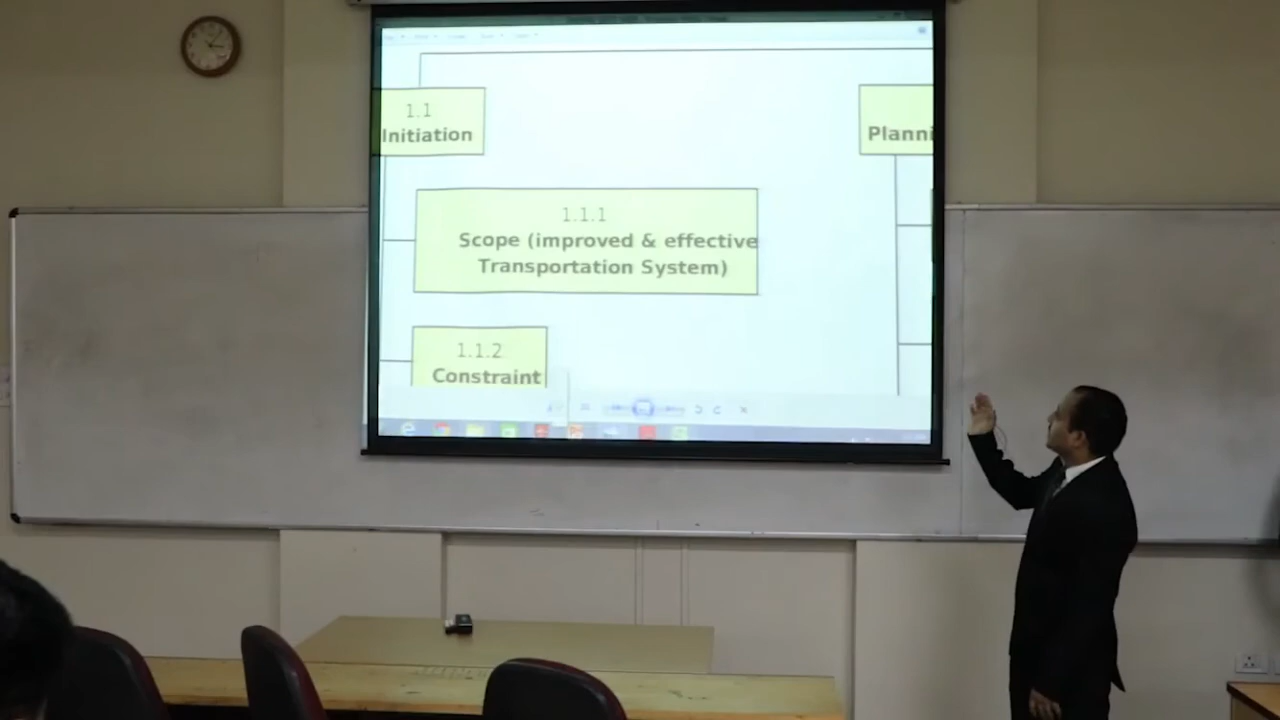 1.1
Initiation
Planni
1.1.1
Scope (improved & effective
Transportation System)
1.1.2
Constraint